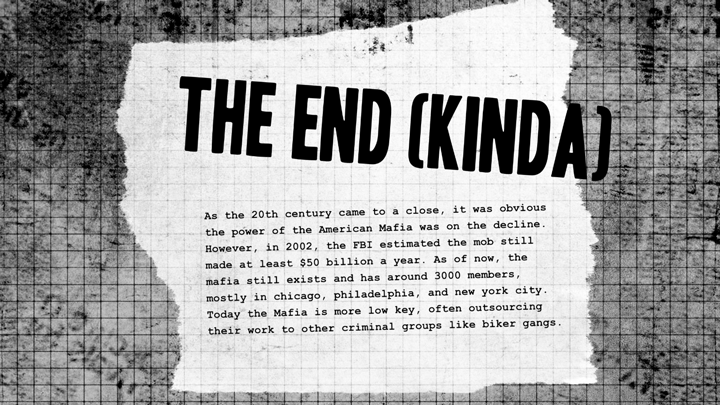 THE END (KINDA)
As the 20th century came to a close, it was obvious
the power of the American Mafia was on the decline.
However, in 2002, the FBI estimated the mob still
made at least $50 billion a year. As of now, the
mafia still exists and has around 3000 members,
mostly in chicago, philadelphia, and new york city.
Today the Mafia is more low key, often outsourcing
their work to other criminal groups like biker gangs.